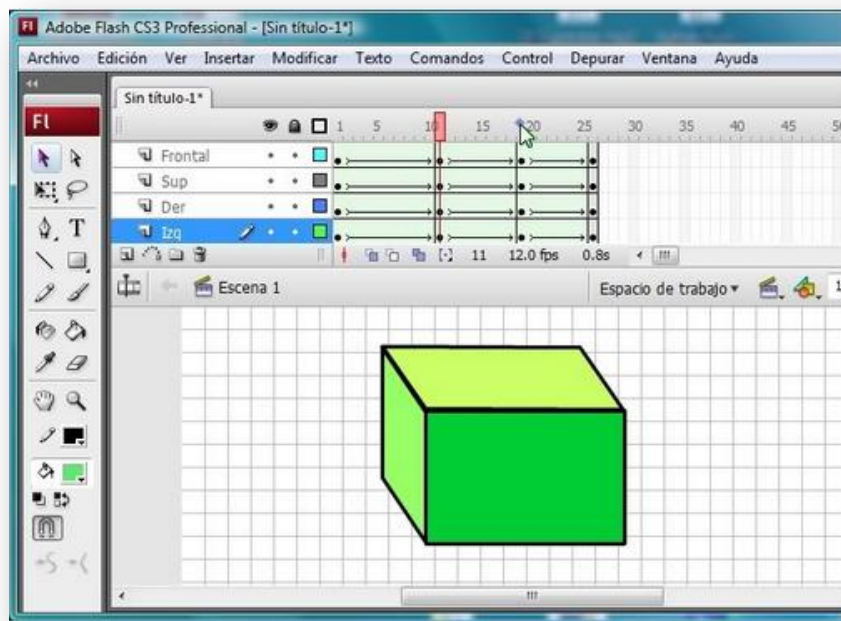 Fl Adobe Flash CS3 Professional - [Sin título-1*]
Archivo Edición Ver Insertar Modificar Texto Comandos Control Depurar Ventana Ayuda
Sin título-1*
Fl
1 5 10 15 20 25 30 35 40 45
Frontal
Sup
Der
Izq
11 12.0 fps 0.8s
Escena 1
Espacio de trabajo
T